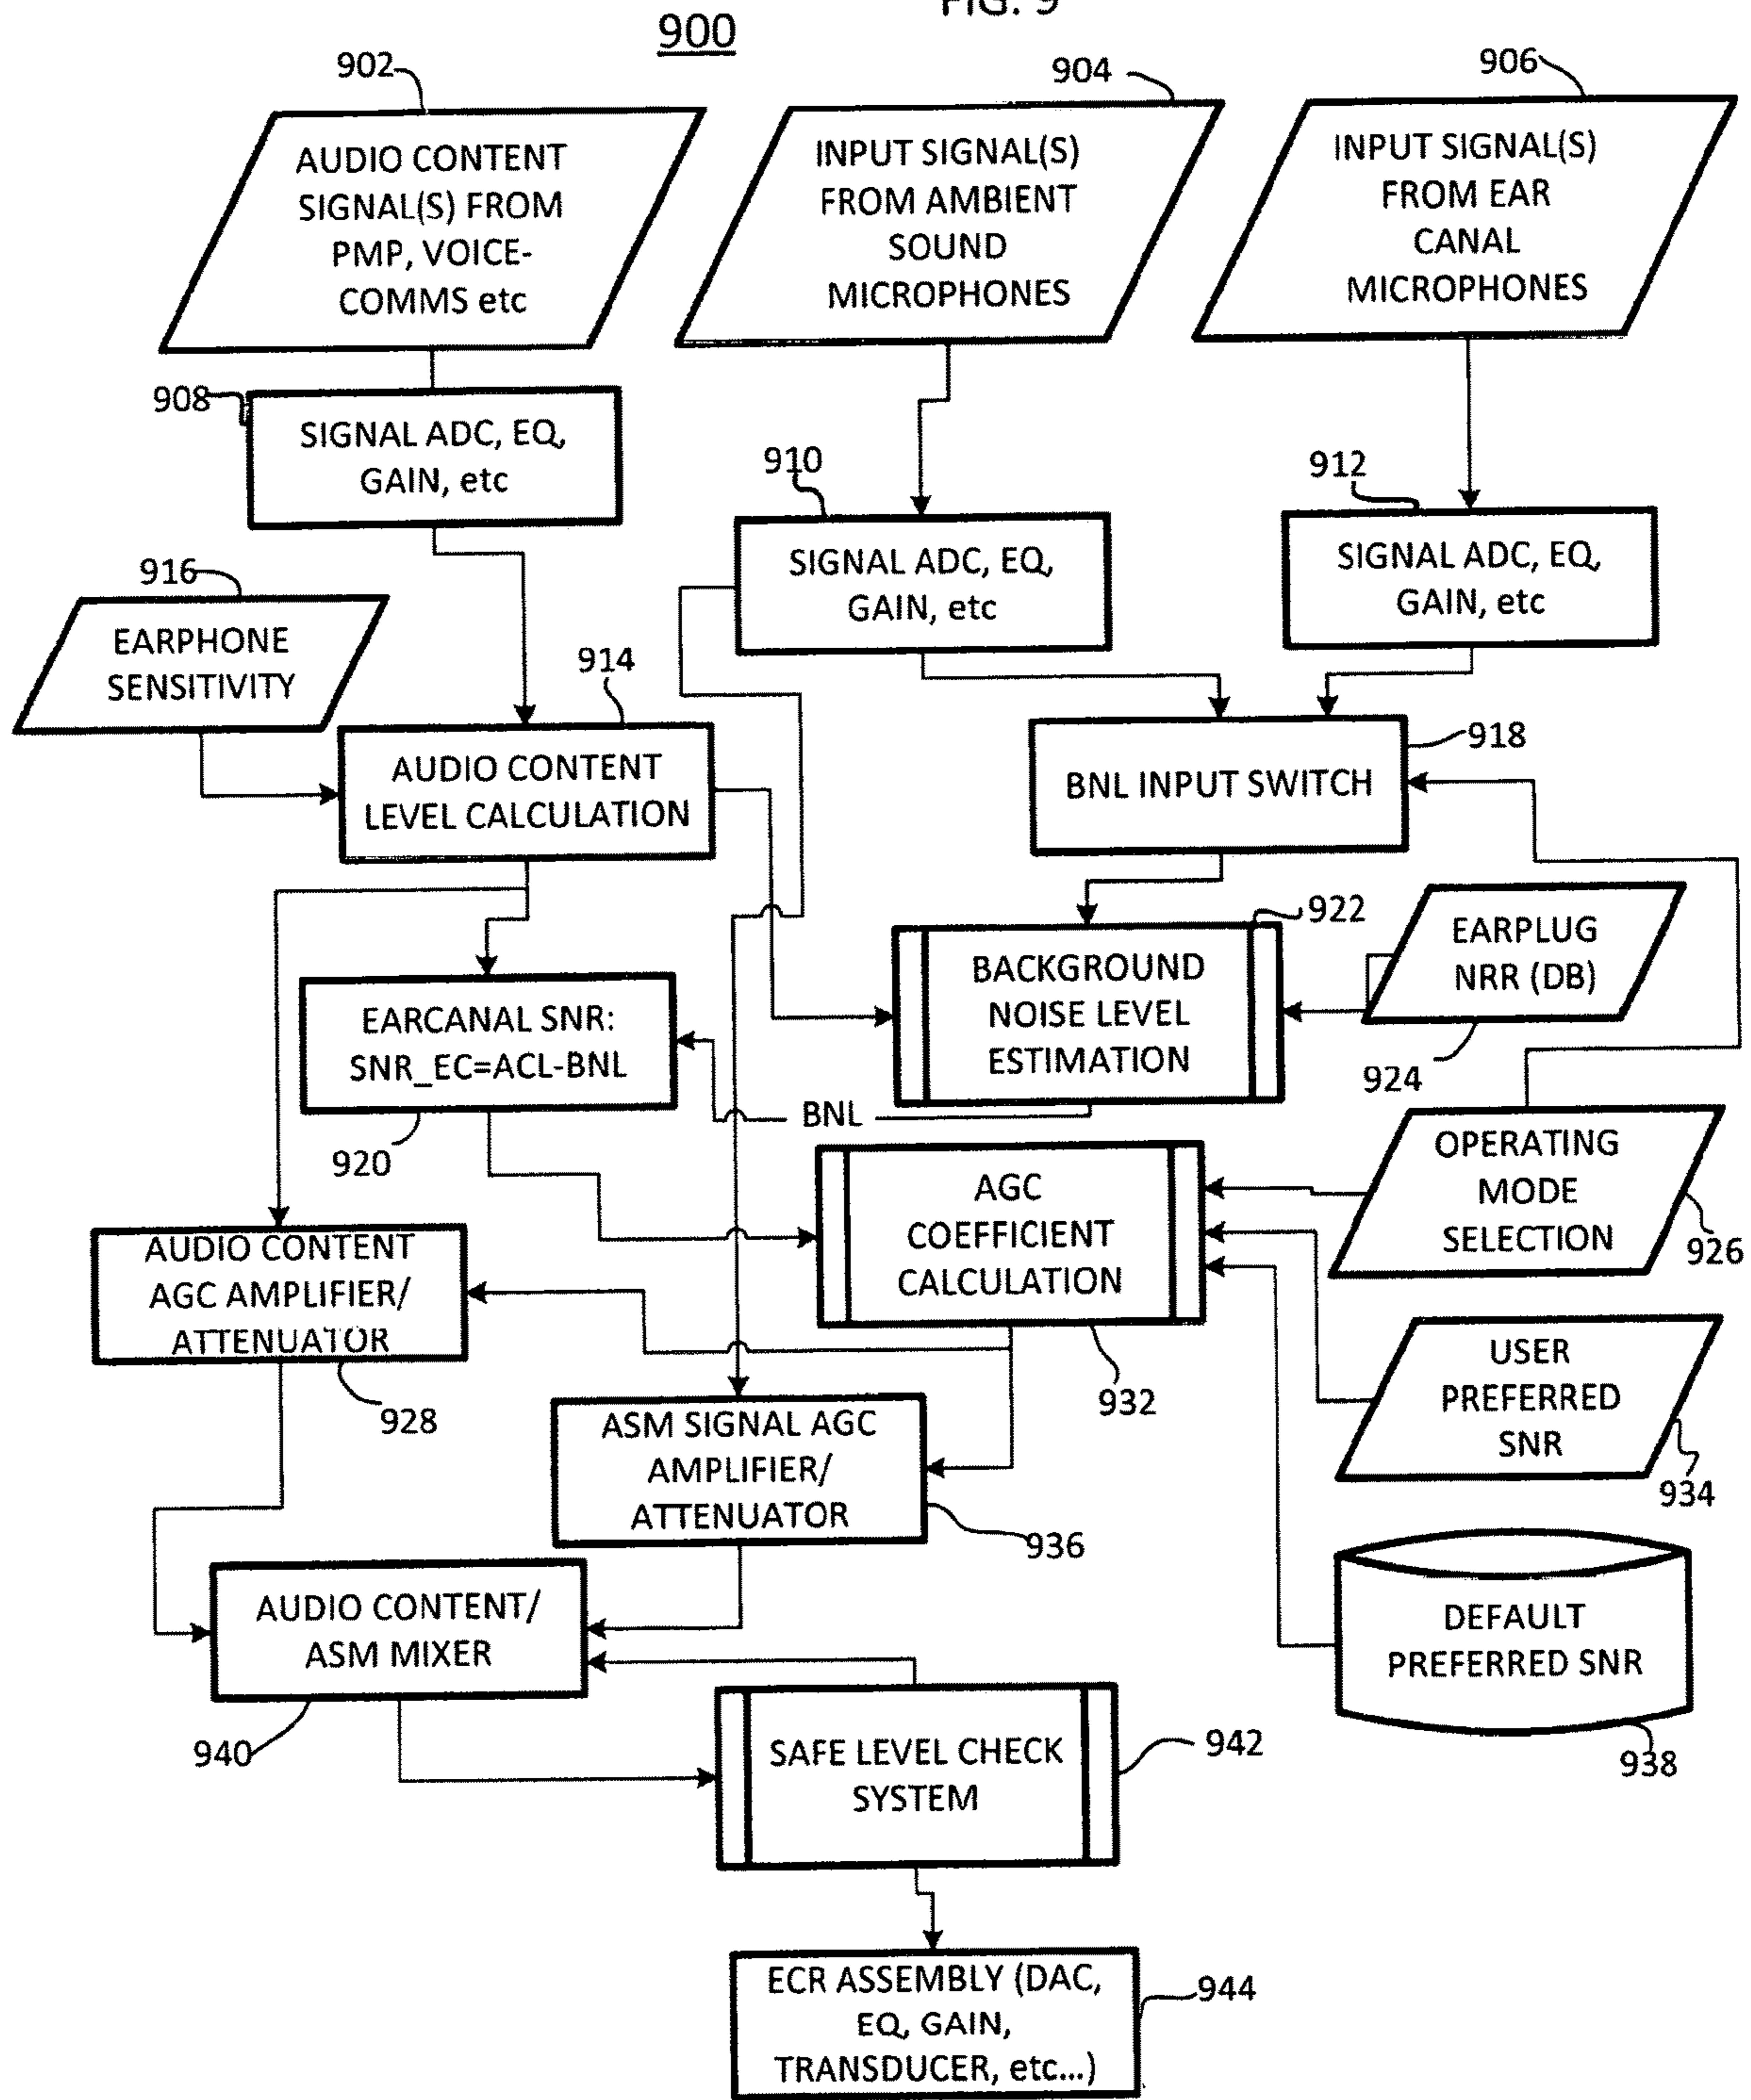 FIG. 9
900
902
904
906
AUDIO CONTENT
SIGNAL(S) FROM
PMP, VOICE-
COMMS etc
INPUT SIGNAL(S)
FROM AMBIENT
SOUND
MICROPHONES
INPUT SIGNAL(S)
FROM EAR
CANAL
MICROPHONES
908
SIGNAL ADC, EQ,
GAIN, etc
910
SIGNAL ADC, EQ,
GAIN, etc
912
SIGNAL ADC, EQ,
GAIN, etc
916
EARPHONE
SENSITIVITY
914
AUDIO CONTENT
LEVEL CALCULATION
918
BNL INPUT SWITCH
922
BACKGROUND
NOISE LEVEL
ESTIMATION
EARPLUG
NRR (DB)
924
EARCANAL SNR:
SNR_EC=ACL-BNL
920
BNL
OPERATING
MODE
SELECTION
926
AGC
COEFFICIENT
CALCULATION
932
AUDIO CONTENT
AGC AMPLIFIER/
ATTENUATOR
928
USER
PREFERRED
SNR
934
ASM SIGNAL AGC
AMPLIFIER/
ATTENUATOR
936
DEFAULT
PREFERRED SNR
938
AUDIO CONTENT/
ASM MIXER
940
SAFE LEVEL CHECK
SYSTEM
942
ECR ASSEMBLY (DAC,
EQ, GAIN,
TRANSDUCER, etc...)
944